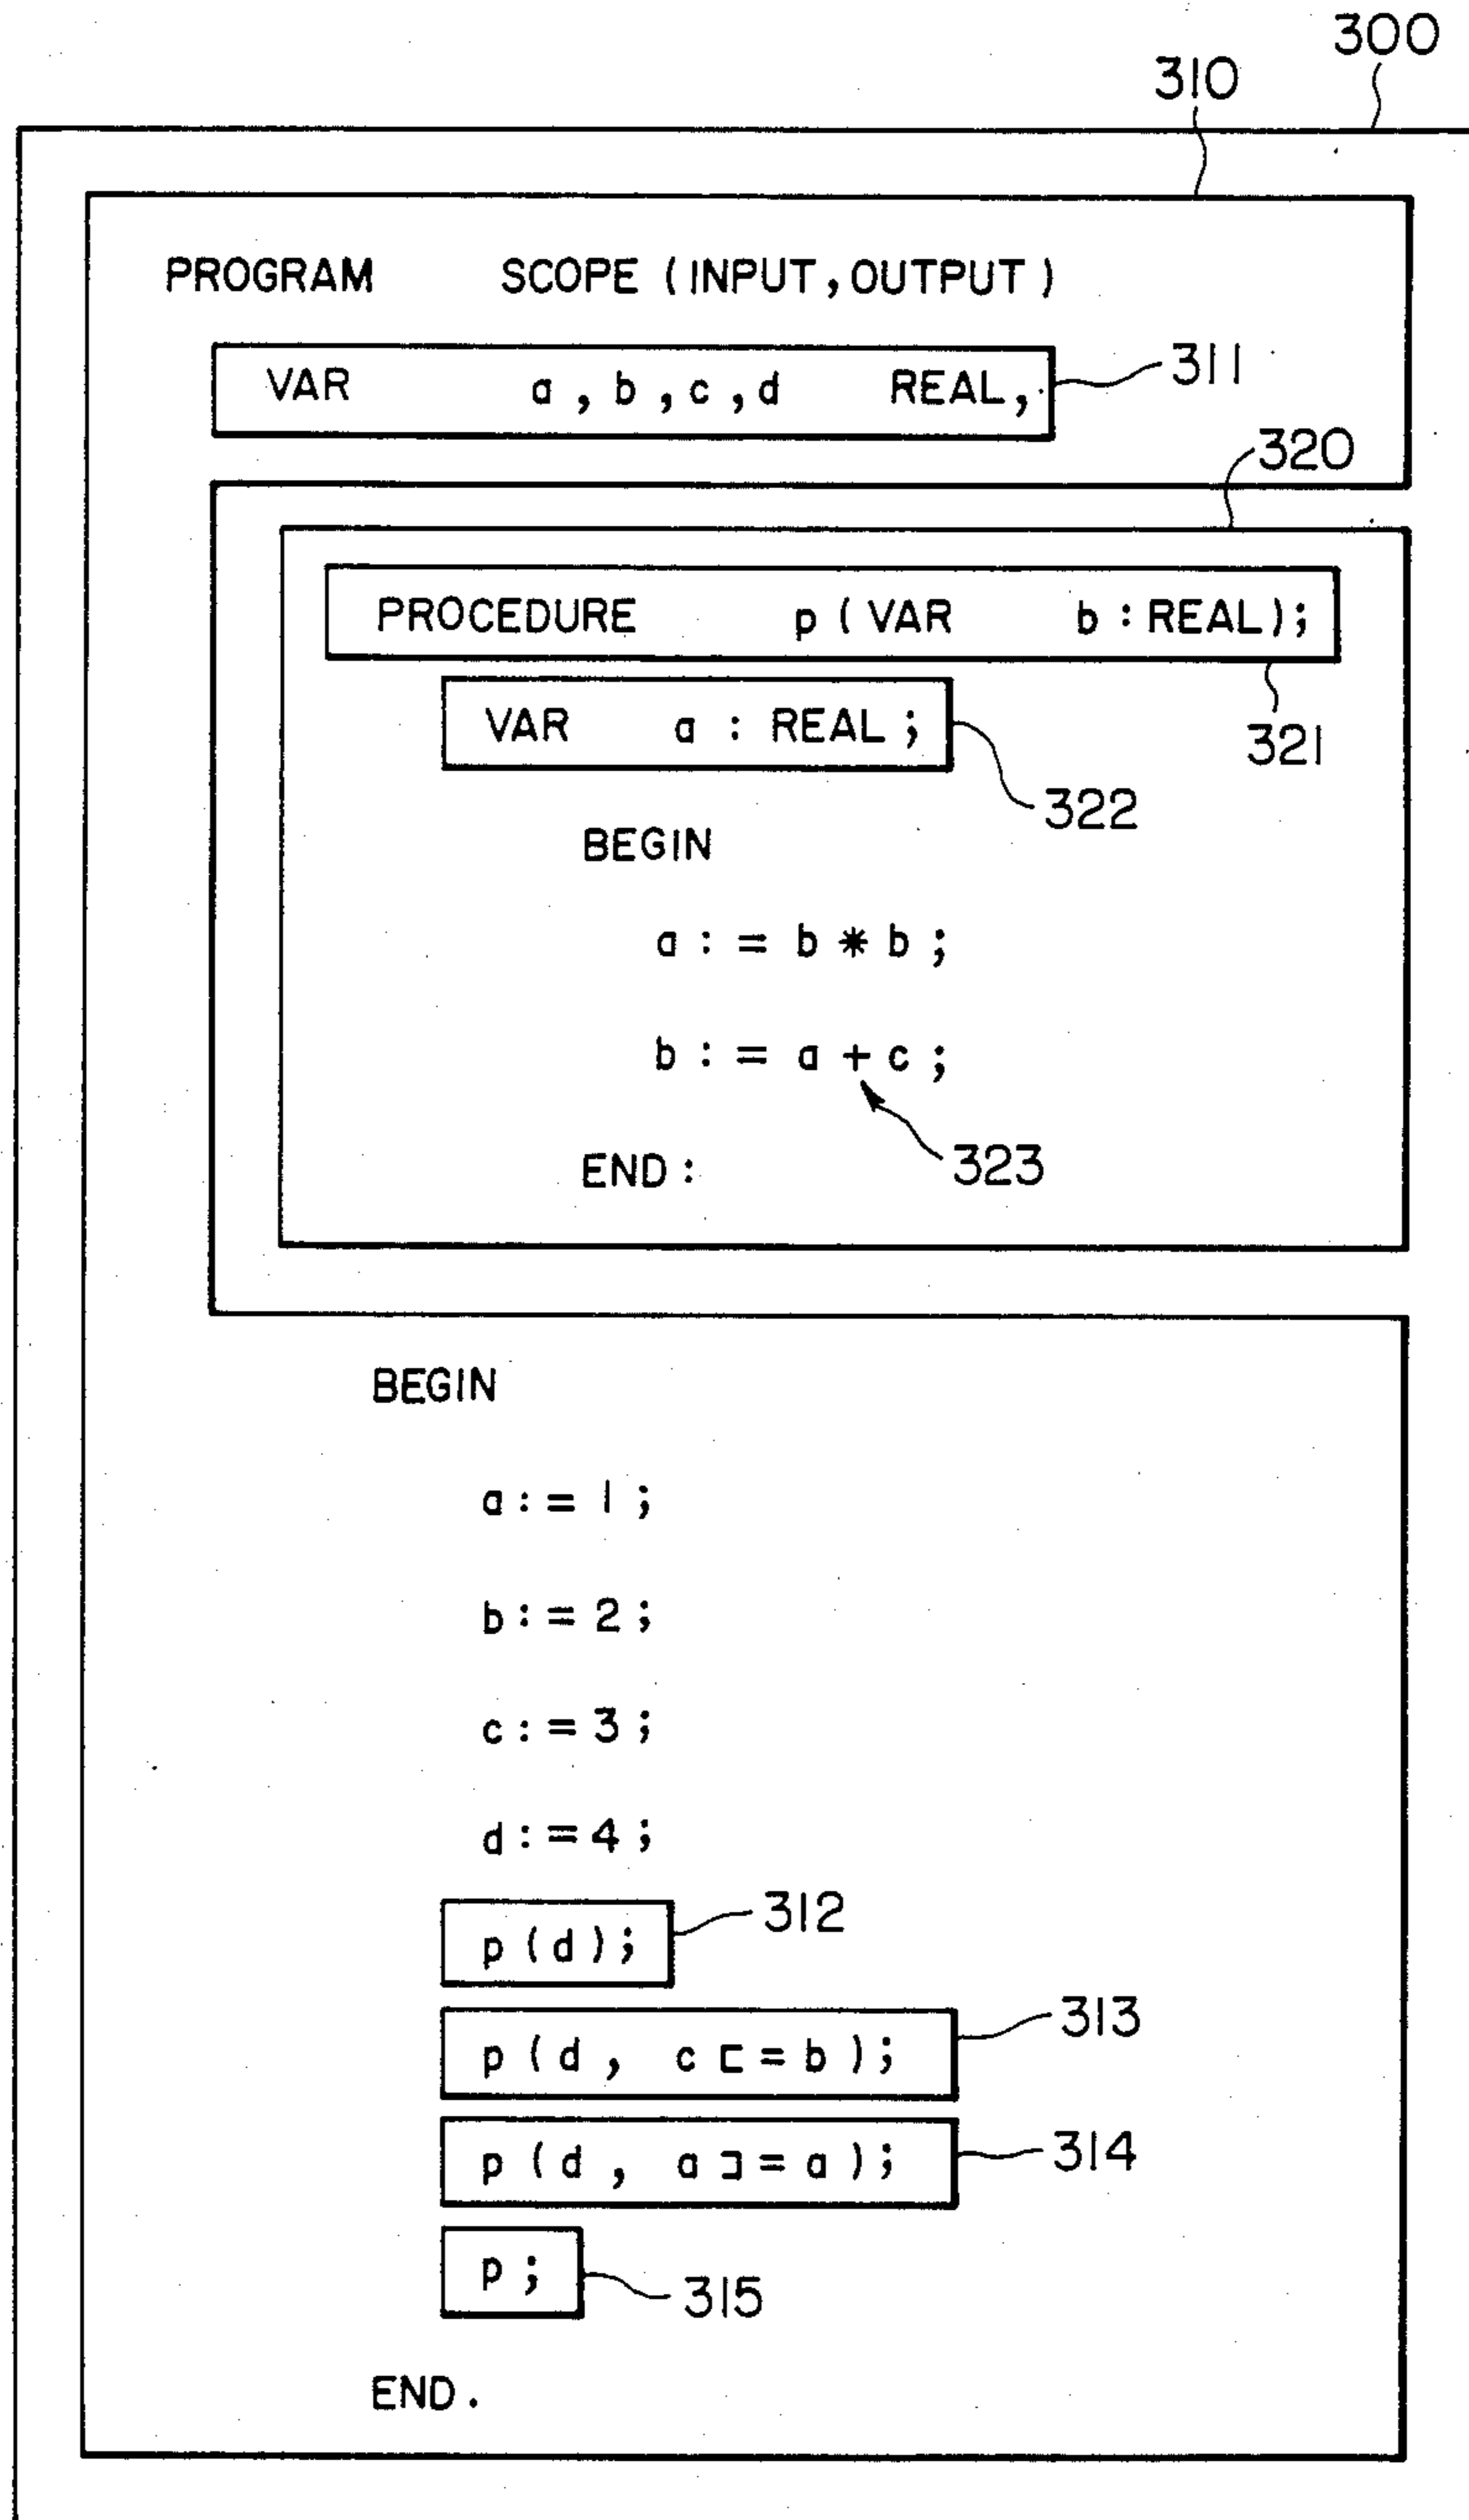 300
310
PROGRAM SCOPE (INPUT,OUTPUT)
VAR a,b,c,d REAL,
311
320
PROCEDURE p(VAR b:REAL);
321
VAR a:REAL;
322
BEGIN
a:=b*b;
b:=a+c;
323
END:
BEGIN
a:=1;
b:=2;
c:=3;
d:=4;
p(d);
312
p(d, c⊏=b);
313
p(d, a⊐=a);
314
p;
315
END.